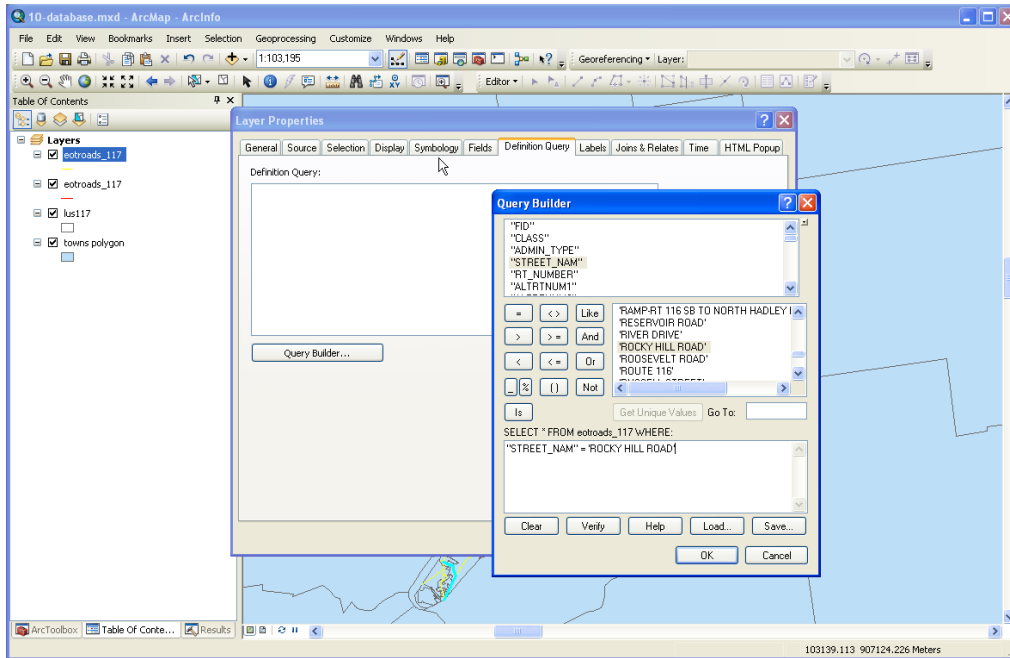 10-database.mxd - ArcMap - ArcInfo
File Edit View Bookmarks Insert Selection Geoprocessing Customize Windows Help
1:103,195 Georeferencing Layer:
Editor
Table Of Contents
Layers
eotroads_117
eotroads_117
lus117
towns polygon
Layer Properties
General Source Selection Display Symbology Fields Definition Query Labels Joins & Relates Time HTML Popup
Definition Query:
Query Builder...
Query Builder
"FID"
"CLASS"
"ADMIN_TYPE"
"STREET_NAM"
"RT_NUMBER"
"ALTRTNUM1"
= <> Like
> >= And
< <= Or
_ % () Not
Is
'RAMP-RT 116 SB TO NORTH HADLEY
'RESERVOIR ROAD'
'RIVER DRIVE'
'ROCKY HILL ROAD'
'ROOSEVELT ROAD'
'ROUTE 116'
'RUSSELL STREET'
Get Unique Values Go To:
SELECT * FROM eotroads_117 WHERE:
"STREET_NAM" = 'ROCKY HILL ROAD'
Clear Verify Help Load... Save...
OK Cancel
ArcToolbox Table Of Conte... Results
103139.113 907124.226 Meters